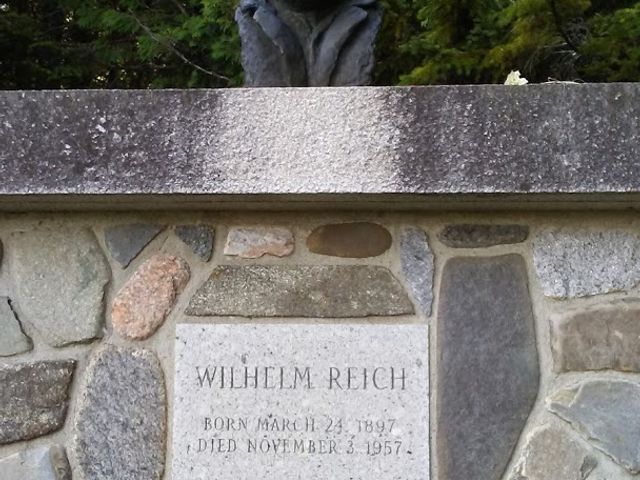 WILHELM REICH
BORN MARCH 24, 1897
DIED NOVEMBER 3, 1957